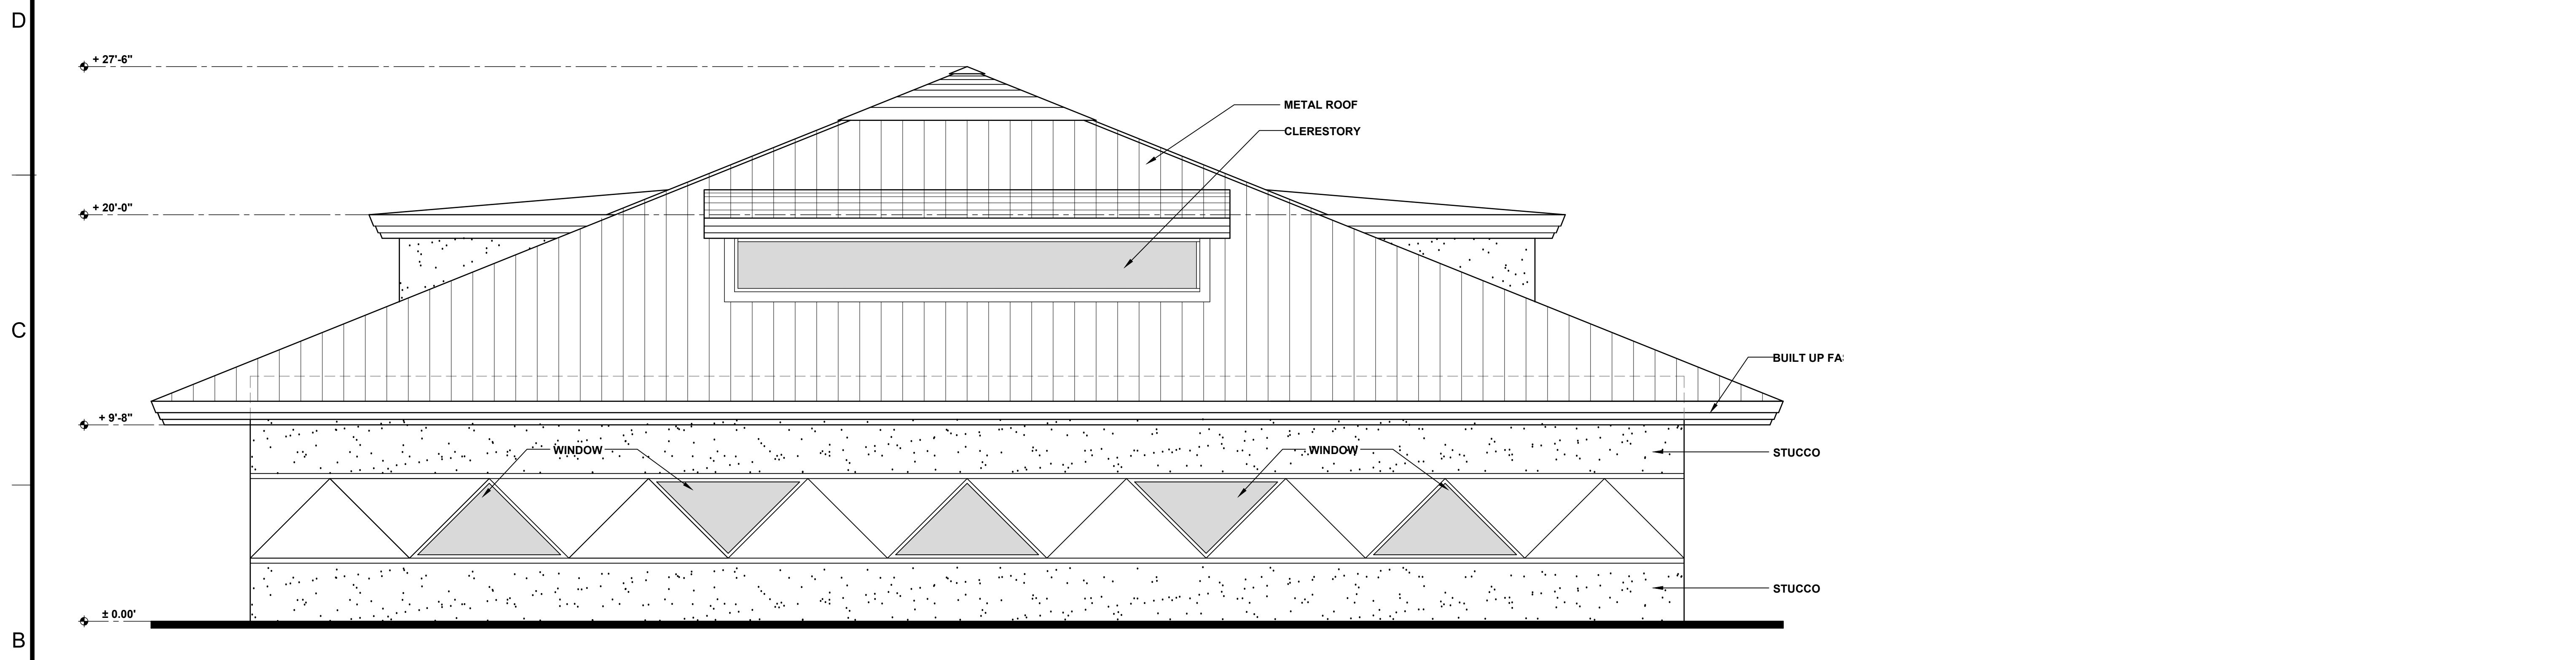 D
+ 27'-6"
METAL ROOF
CLERESTORY
+ 20'-0"
C
BUILT UP FA
+ 9'-8"
WINDOW
WINDOW
STUCCO
STUCCO
± 0.00'
B